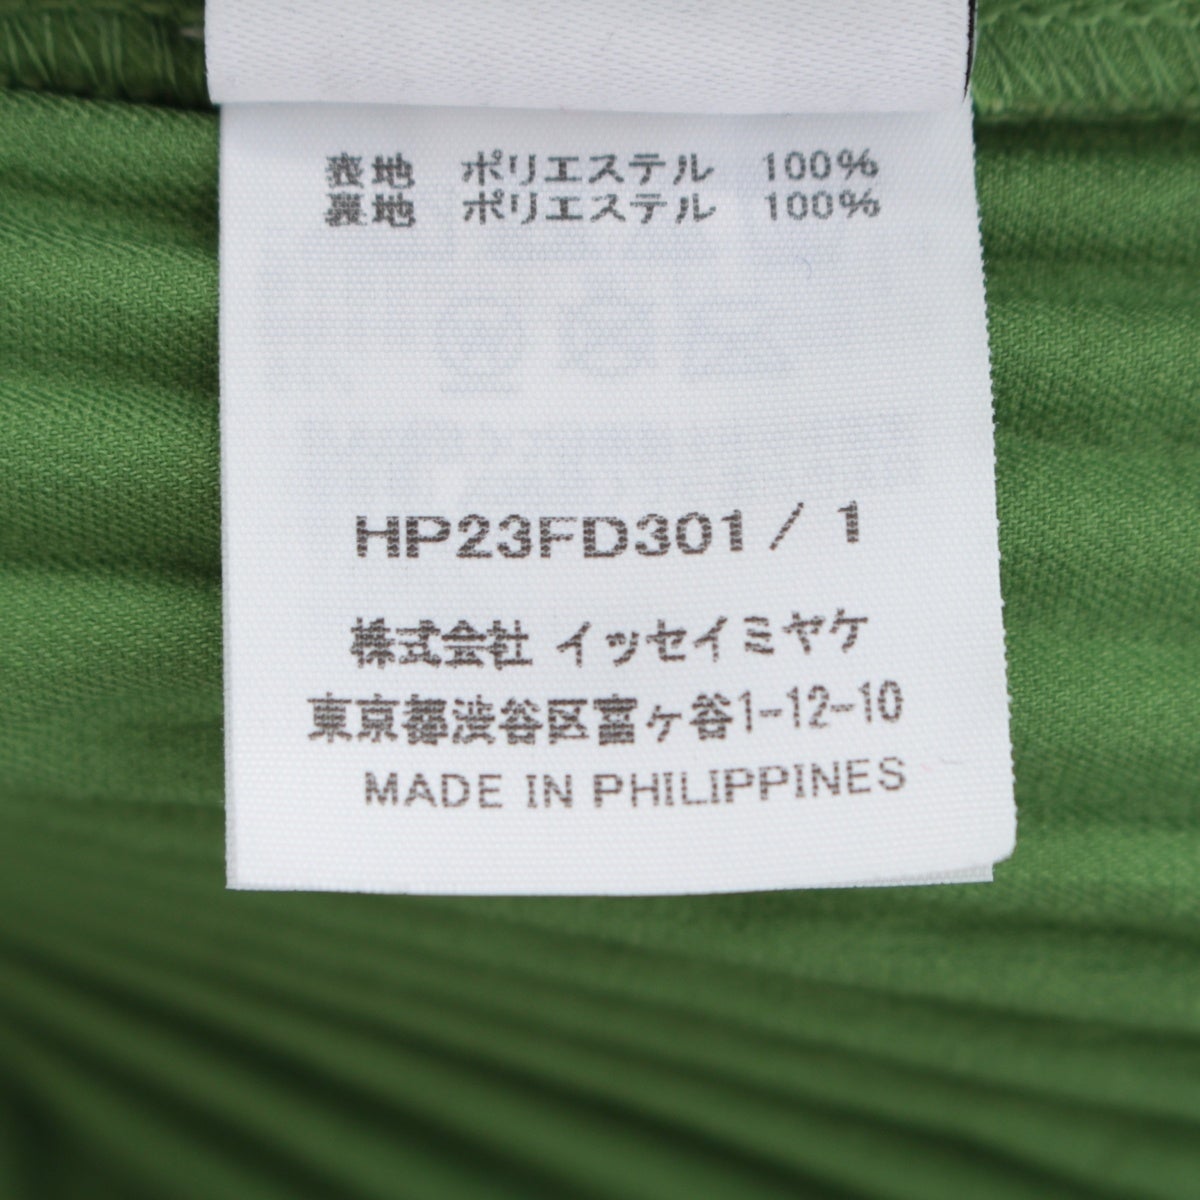 表地 ポリエステル 100%
裏地 ポリエステル 100%
HP23FD301 / 1
株式会社 イッセイミヤケ
東京都渋谷区富ヶ谷1-12-10
MADE IN PHILIPPINES